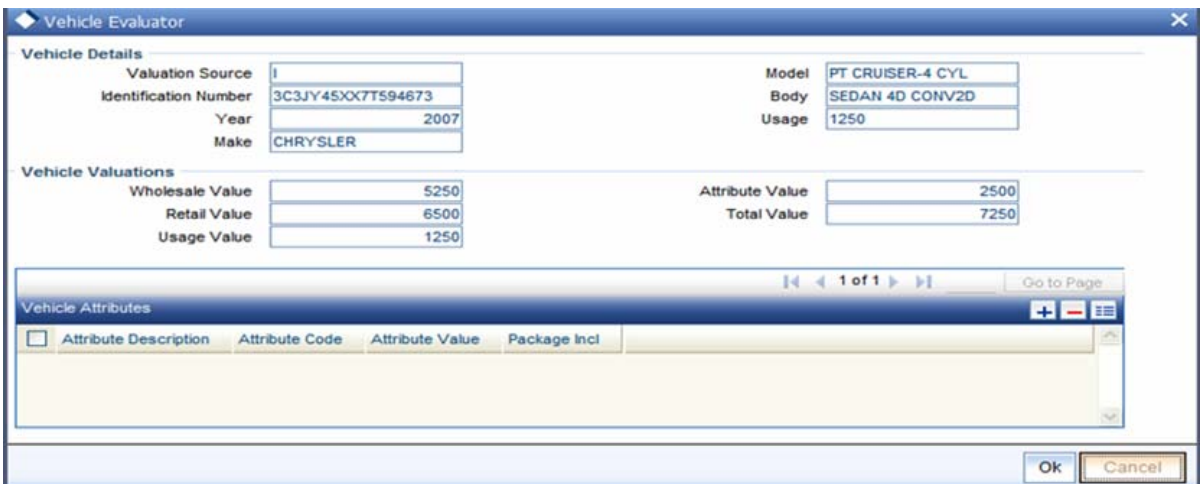 Vehicle Evaluator
Vehicle Details
Valuation Source I Model PT CRUISER-4 CYL
Identification Number 3C3JY45XX7T594673 Body SEDAN 4D CONV2D
Year 2007 Usage 1250
Make CHRYSLER
Vehicle Valuations
Wholesale Value 5250 Attribute Value 2500
Retail Value 6500 Total Value 7250
Usage Value 1250
1 of 1 Go to Page
Vehicle Attributes
Attribute Description Attribute Code Attribute Value Package Incl
Ok Cancel